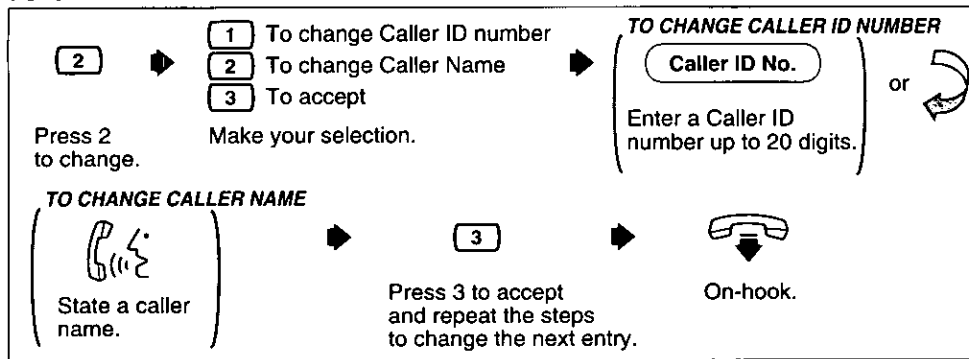 2
Press 2
to change.
1 To change Caller ID number
2 To change Caller Name
3 To accept
Make your selection.
TO CHANGE CALLER ID NUMBER
Caller ID No.
Enter a Caller ID
number up to 20 digits.
or
TO CHANGE CALLER NAME
State a caller
name.
3
Press 3 to accept
and repeat the steps
to change the next entry.
On-hook.